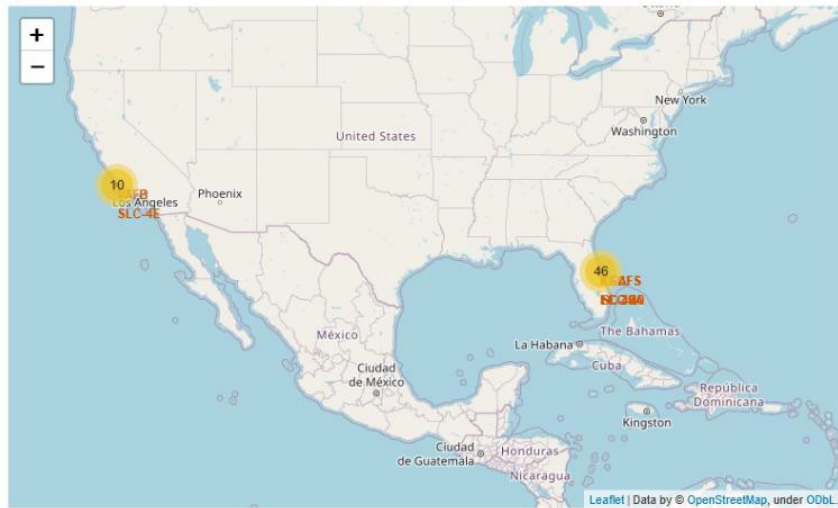 +
−
New York
Washington
United States
10
Los Angeles
SLC-4E
Phoenix
46
The Bahamas
La Habana
Cuba
México
Ciudad
de México
República
Dominicana
Kingston
Ciudad
de Guatemala
Honduras
Nicaragua
Leaflet | Data by © OpenStreetMap, under ODbL.